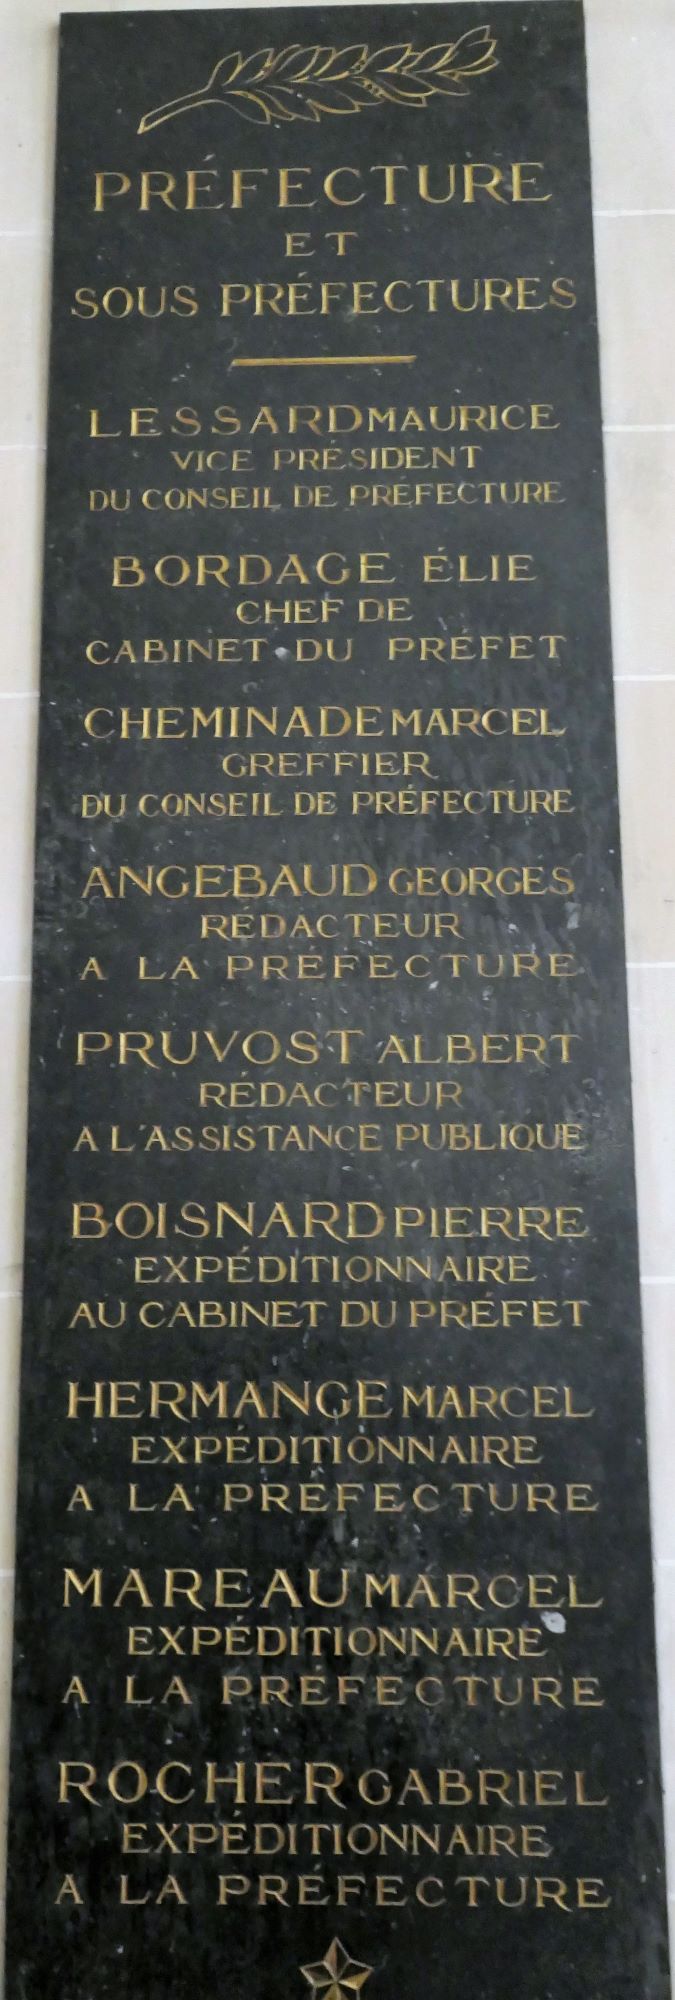 PRÉFECTURE
ET
SOUS PRÉFECTURES
LESSARD MAURICE
VICE PRÉSIDENT
DU CONSEIL DE PRÉFECTURE
BORDAGE ÉLIE
CHEF DE
CABINET DU PRÉFET
CHEMINADE MARCEL
GREFFIER
DU CONSEIL DE PRÉFECTURE
ANGEBAUD GEORGES
RÉDACTEUR
A LA PRÉFECTURE
PRUVOST ALBERT
RÉDACTEUR
A L'ASSISTANCE PUBLIQUE
BOISNARD PIERRE
EXPÉDITIONNAIRE
AU CABINET DU PRÉFET
HERMANGE MARCEL
EXPÉDITIONNAIRE
A LA PRÉFECTURE
MAREAU MARCEL
EXPÉDITIONNAIRE
A LA PRÉFECTURE
ROCHER GABRIEL
EXPÉDITIONNAIRE
A LA PRÉFECTURE